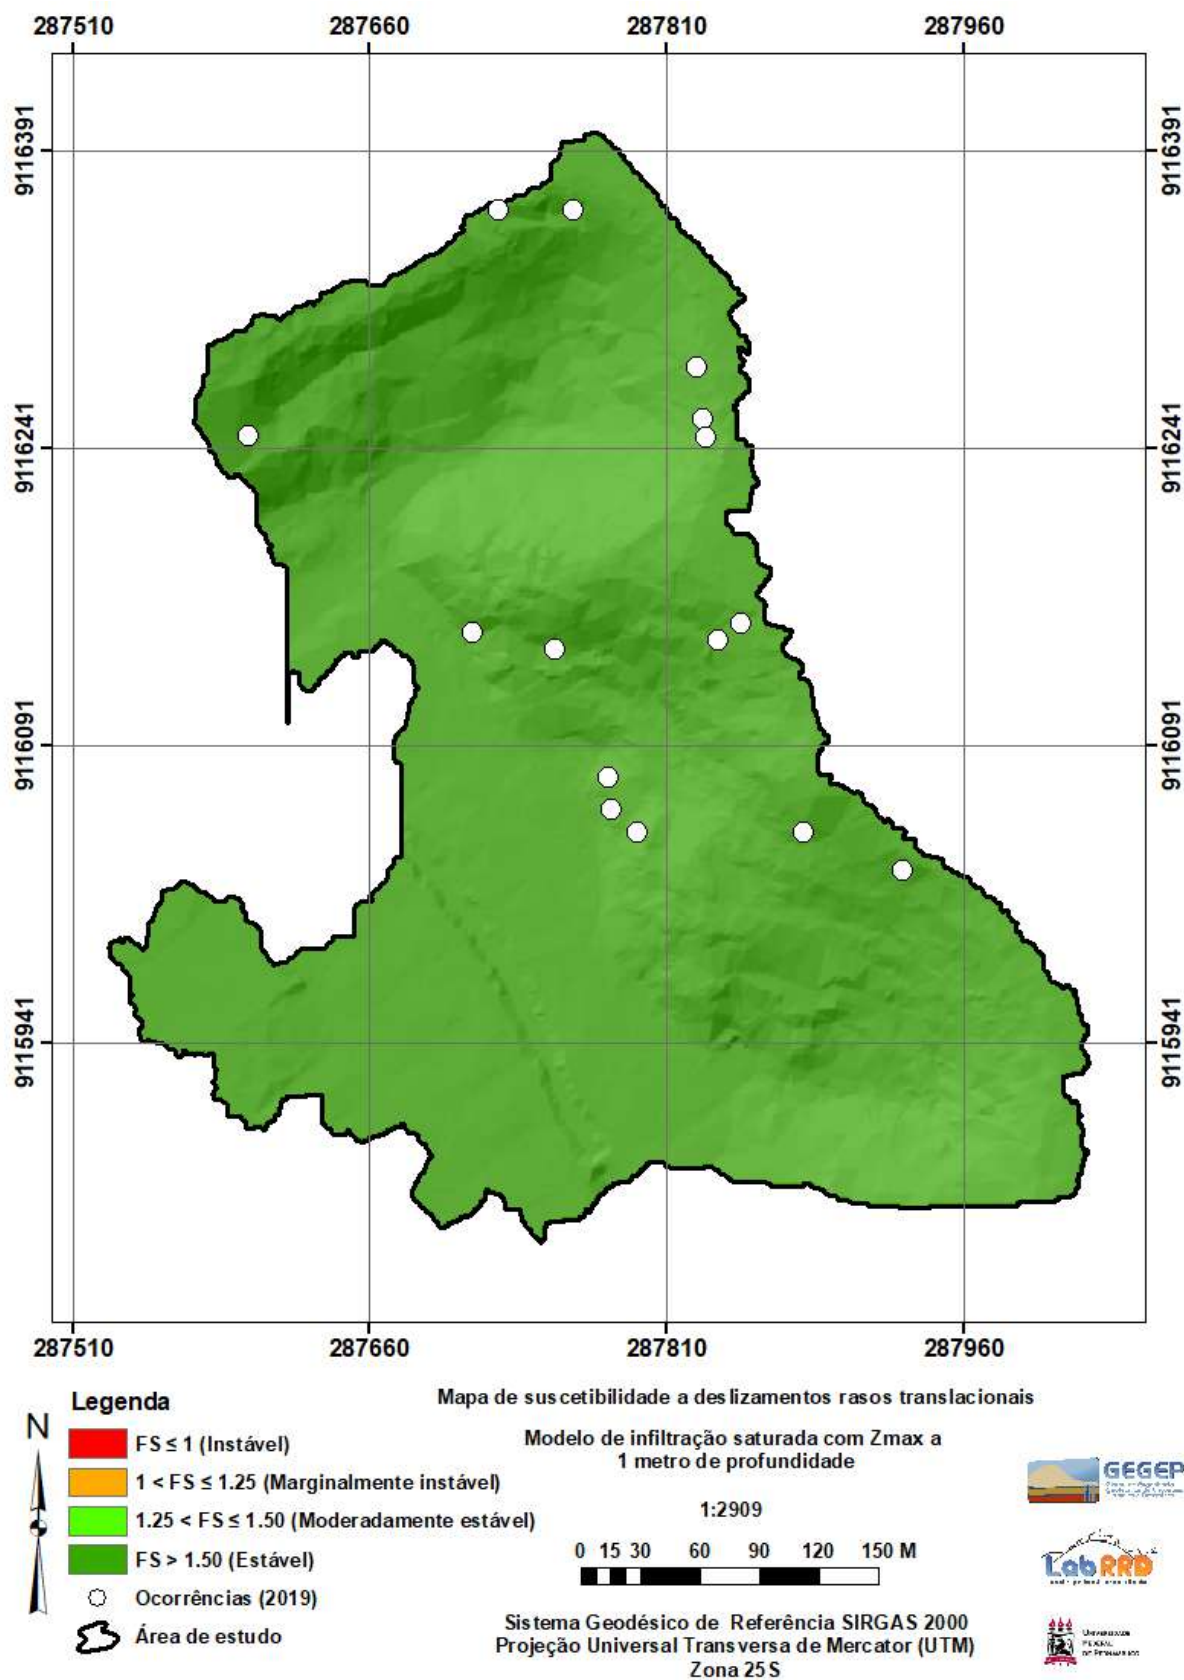 287510 287660 287810 287960
9116391 9116391
9116241 9116241
9116091 9116091
9115941 9115941
287510 287660 287810 287960
Legenda
N
FS ≤ 1 (Instável)
1 < FS ≤ 1.25 (Marginalmente instável)
1.25 < FS ≤ 1.50 (Moderadamente estável)
FS > 1.50 (Estável)
Ocorrências (2019)
Área de estudo
Mapa de suscetibilidade a deslizamentos rasos translacionais
Modelo de infiltração saturada com Zmax a
1 metro de profundidade
1:2909
0 15 30 60 90 120 150 M
Sistema Geodésico de Referência SIRGAS 2000
Projeção Universal Transversa de Mercator (UTM)
Zona 25 S
GEGEP
LabRRD
UNIVERSIDADE
FEDERAL
DE PERNAMBUCO